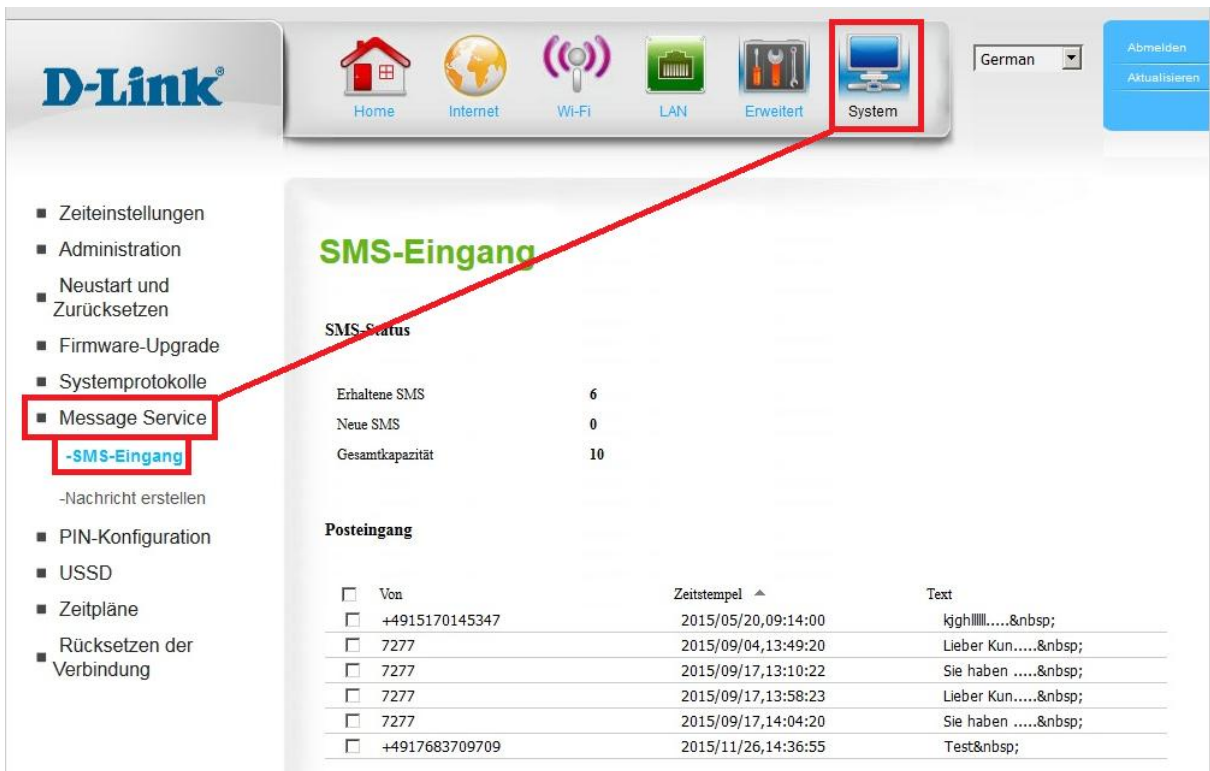 D-Link®
Home
Internet
Wi-Fi
LAN
Erweitert
System
German
Abmelden
Aktualisieren
Zeiteinstellungen
Administration
Neustart und
Zurücksetzen
Firmware-Upgrade
Systemprotokolle
Message Service
-SMS-Eingang
-Nachricht erstellen
PIN-Konfiguration
USSD
Zeitpläne
Rücksetzen der
Verbindung
SMS-Eingang
SMS-Status
Erhaltene SMS 6
Neue SMS 0
Gesamtkapazität 10
Posteingang
Von Zeitstempel Text
+4915170145347 2015/05/20,09:14:00 kjghllllll.....&nbsp;
7277 2015/09/04,13:49:20 Lieber Kun.....&nbsp;
7277 2015/09/17,13:10:22 Sie haben .....&nbsp;
7277 2015/09/17,13:58:23 Lieber Kun.....&nbsp;
7277 2015/09/17,14:04:20 Sie haben .....&nbsp;
+4917683709709 2015/11/26,14:36:55 Test&nbsp;